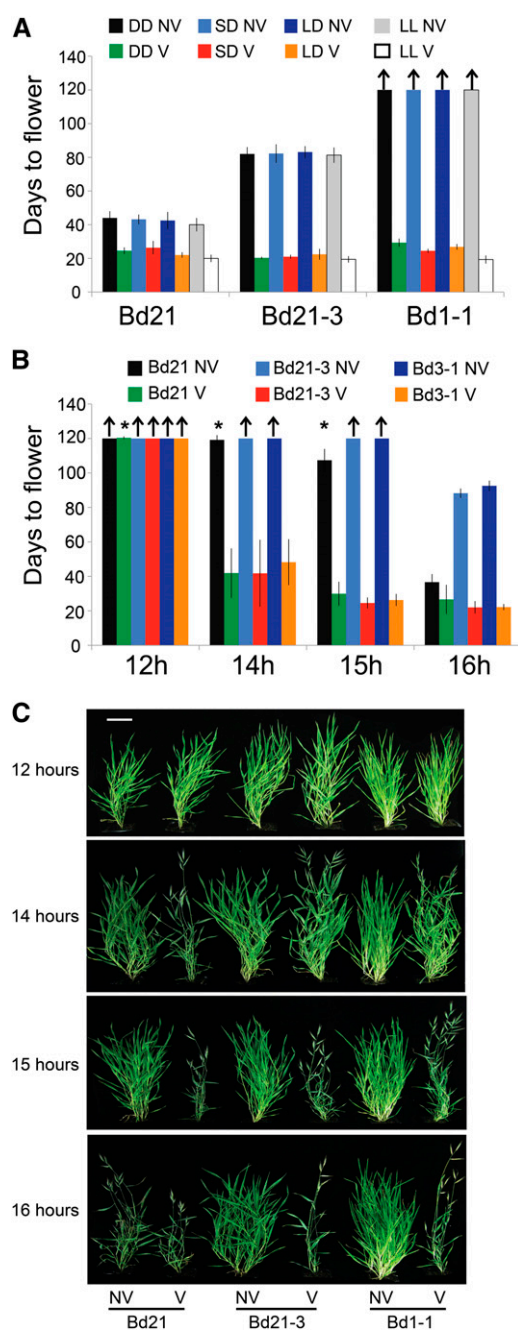 A
DD NV SD NV LD NV LL NV
DD V SD V LD V LL V
Days to flower
140
120
100
80
60
40
20
0
Bd21 Bd21-3 Bd1-1
B
Bd21 NV Bd21-3 NV Bd3-1 NV
Bd21 V Bd21-3 V Bd3-1 V
Days to flower
140
120
100
80
60
40
20
0
* * *
12h 14h 15h 16h
C
12 hours
14 hours
15 hours
16 hours
NV V NV V NV V
Bd21 Bd21-3 Bd1-1